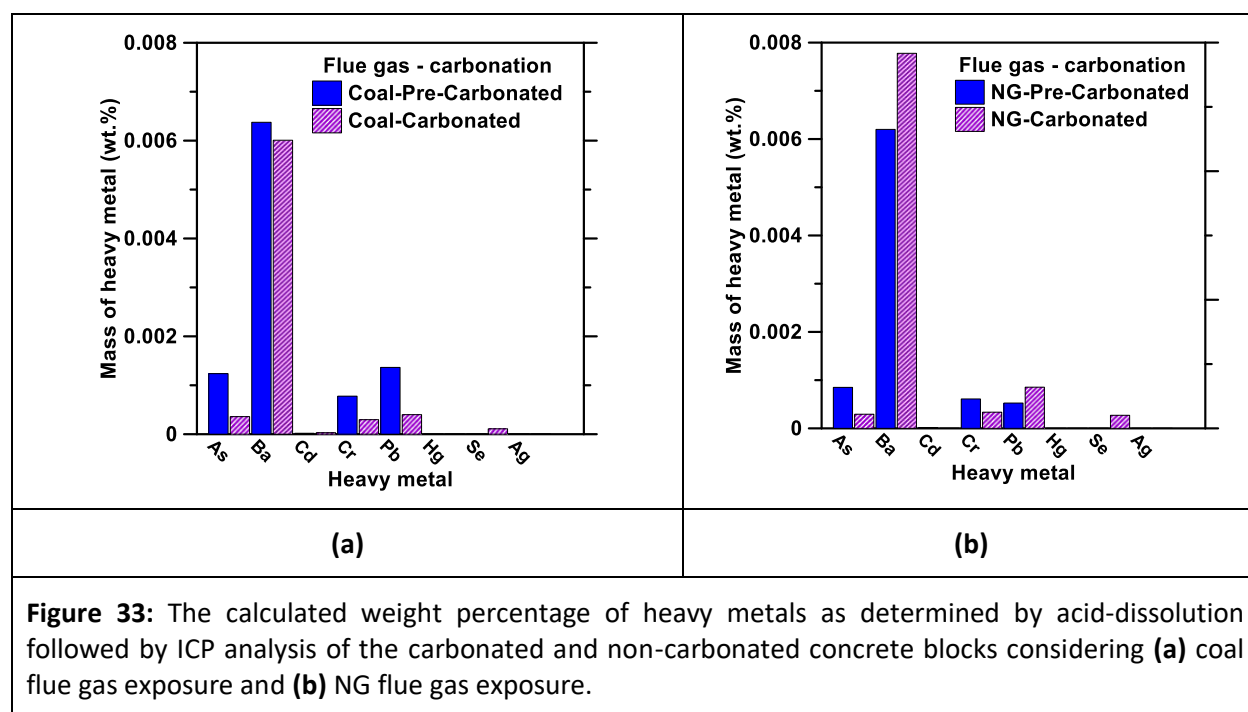 0.008
0.006
0.004
0.002
0
Mass of heavy metal (wt.%)
Flue gas - carbonation
Coal-Pre-Carbonated
Coal-Carbonated
As Ba Cd Cr Pb Hg Se Ag
Heavy metal
0.008
0.006
0.004
0.002
0
Mass of heavy metal (wt.%)
Flue gas - carbonation
NG-Pre-Carbonated
NG-Carbonated
As Ba Cd Cr Pb Hg Se Ag
Heavy metal
(a)
(b)
Figure 33: The calculated weight percentage of heavy metals as determined by acid-dissolution
followed by ICP analysis of the carbonated and non-carbonated concrete blocks considering (a) coal
flue gas exposure and (b) NG flue gas exposure.